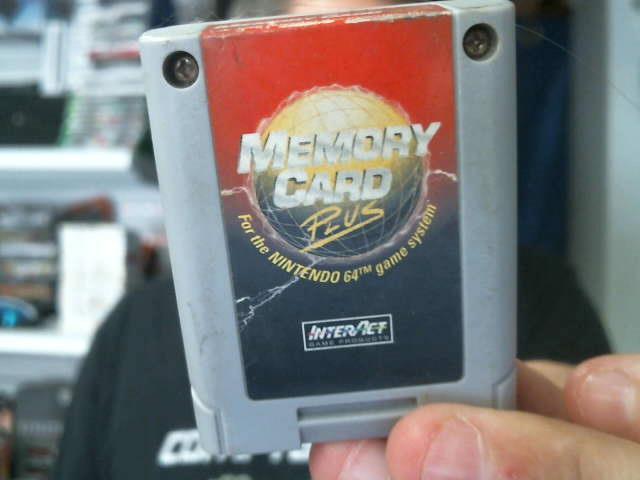 MEMORY
CARD
PLUS
For the NINTENDO 64™ game system
INTERACT
GAME PRODUCTS